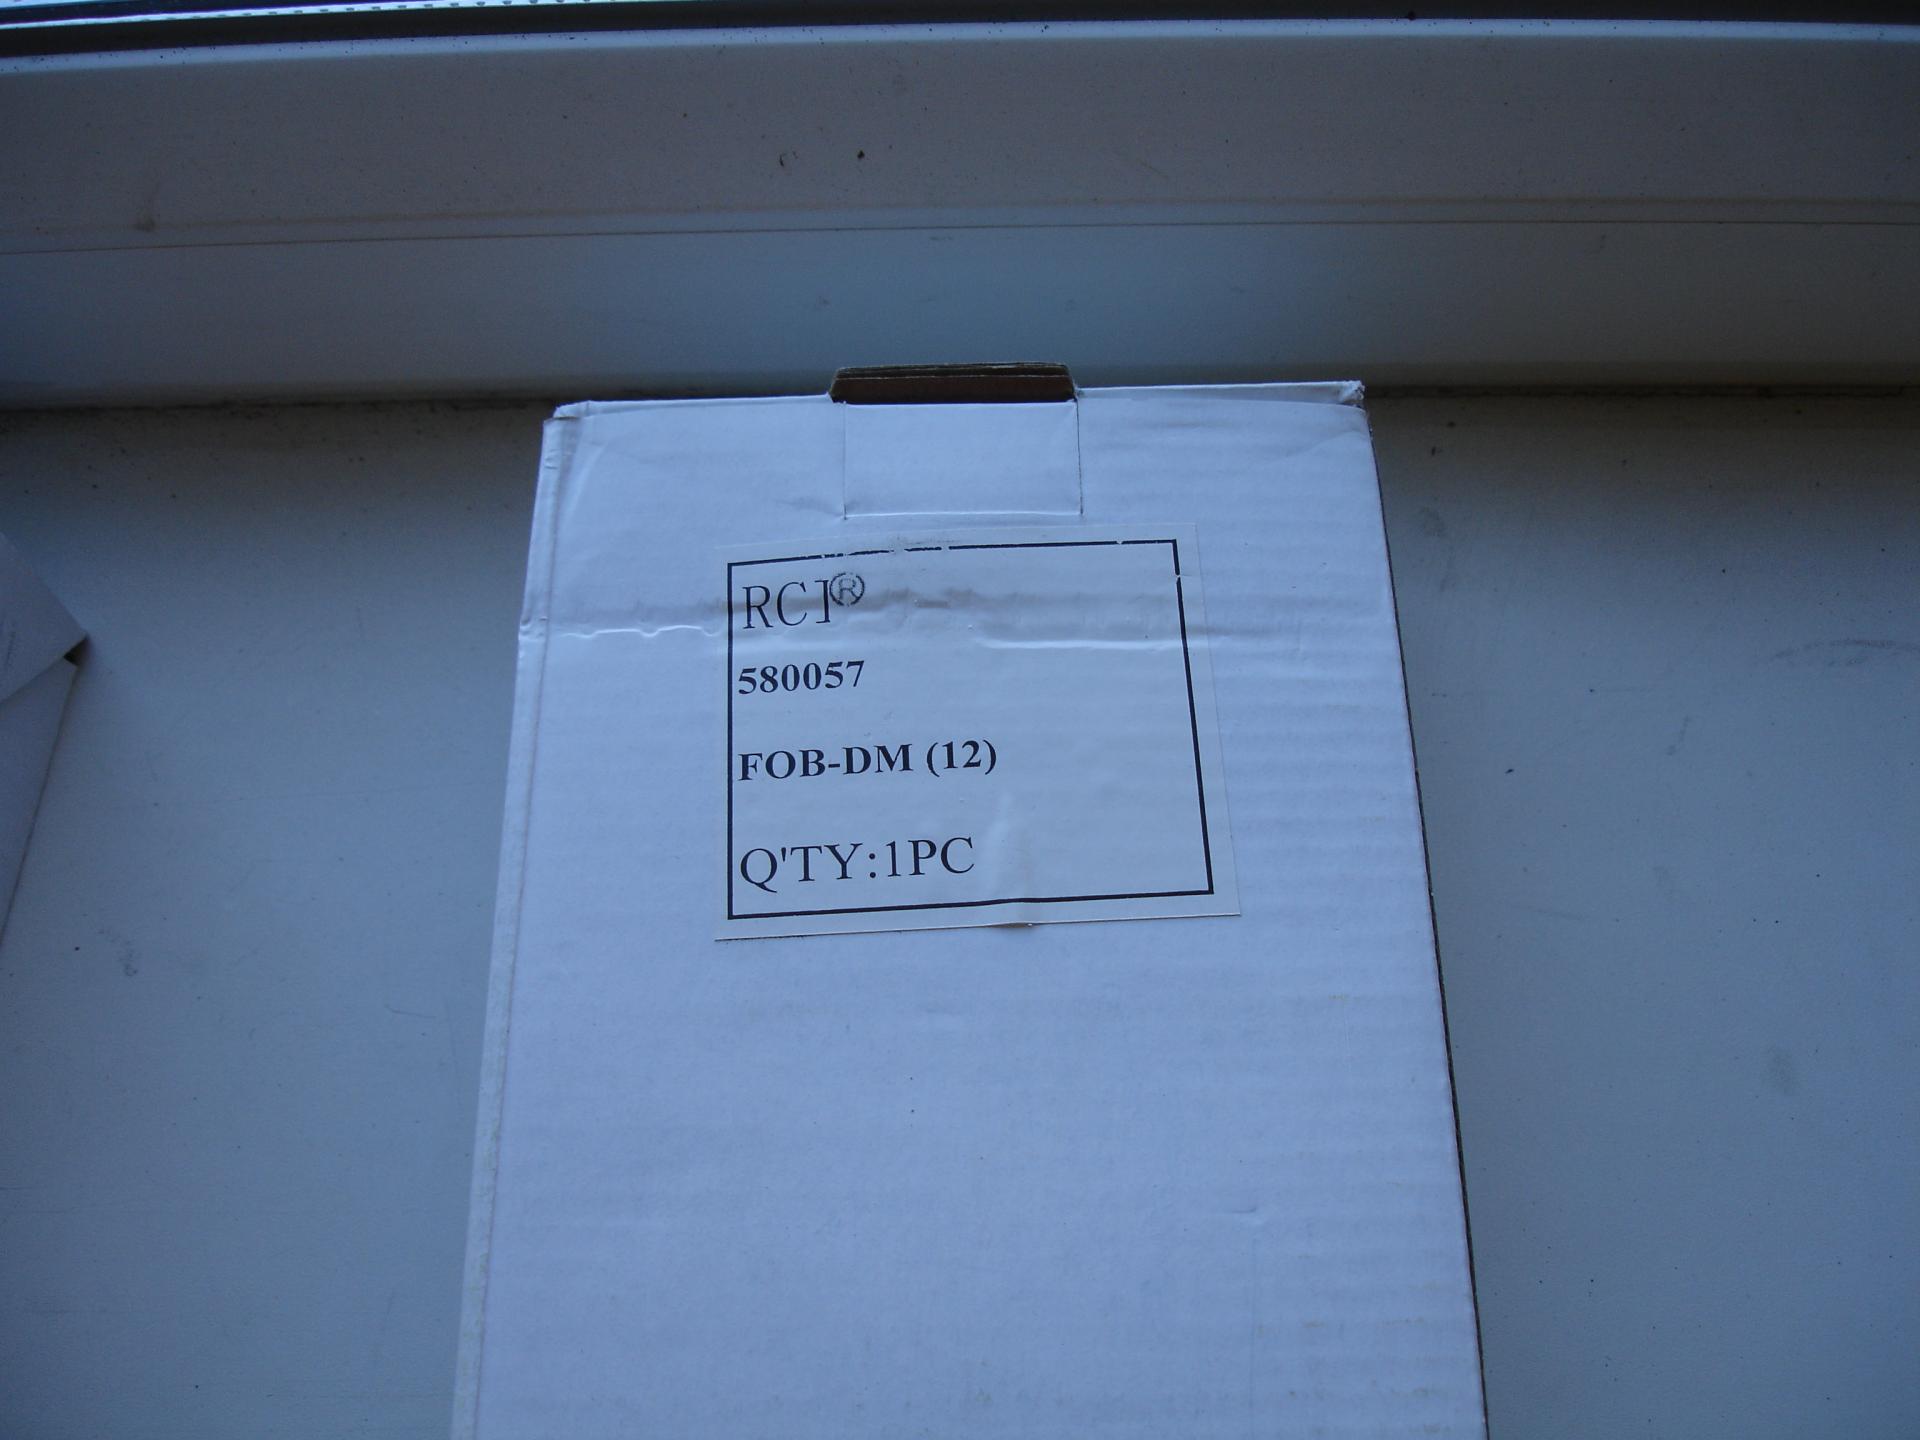 RCI®
580057
FOB-DM (12)
Q'TY:1PC